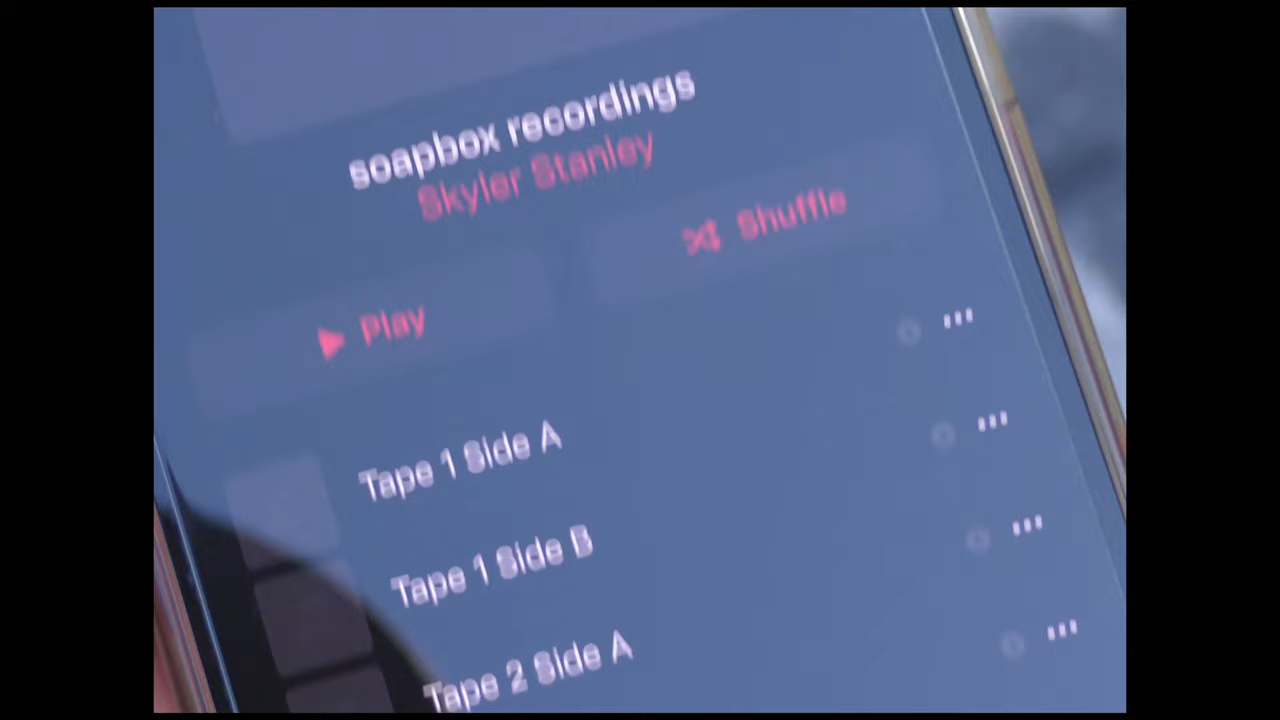 soapbox recordings
Skyler Stanley
Play
Shuffle
Tape 1 Side A
Tape 1 Side B
Tape 2 Side A